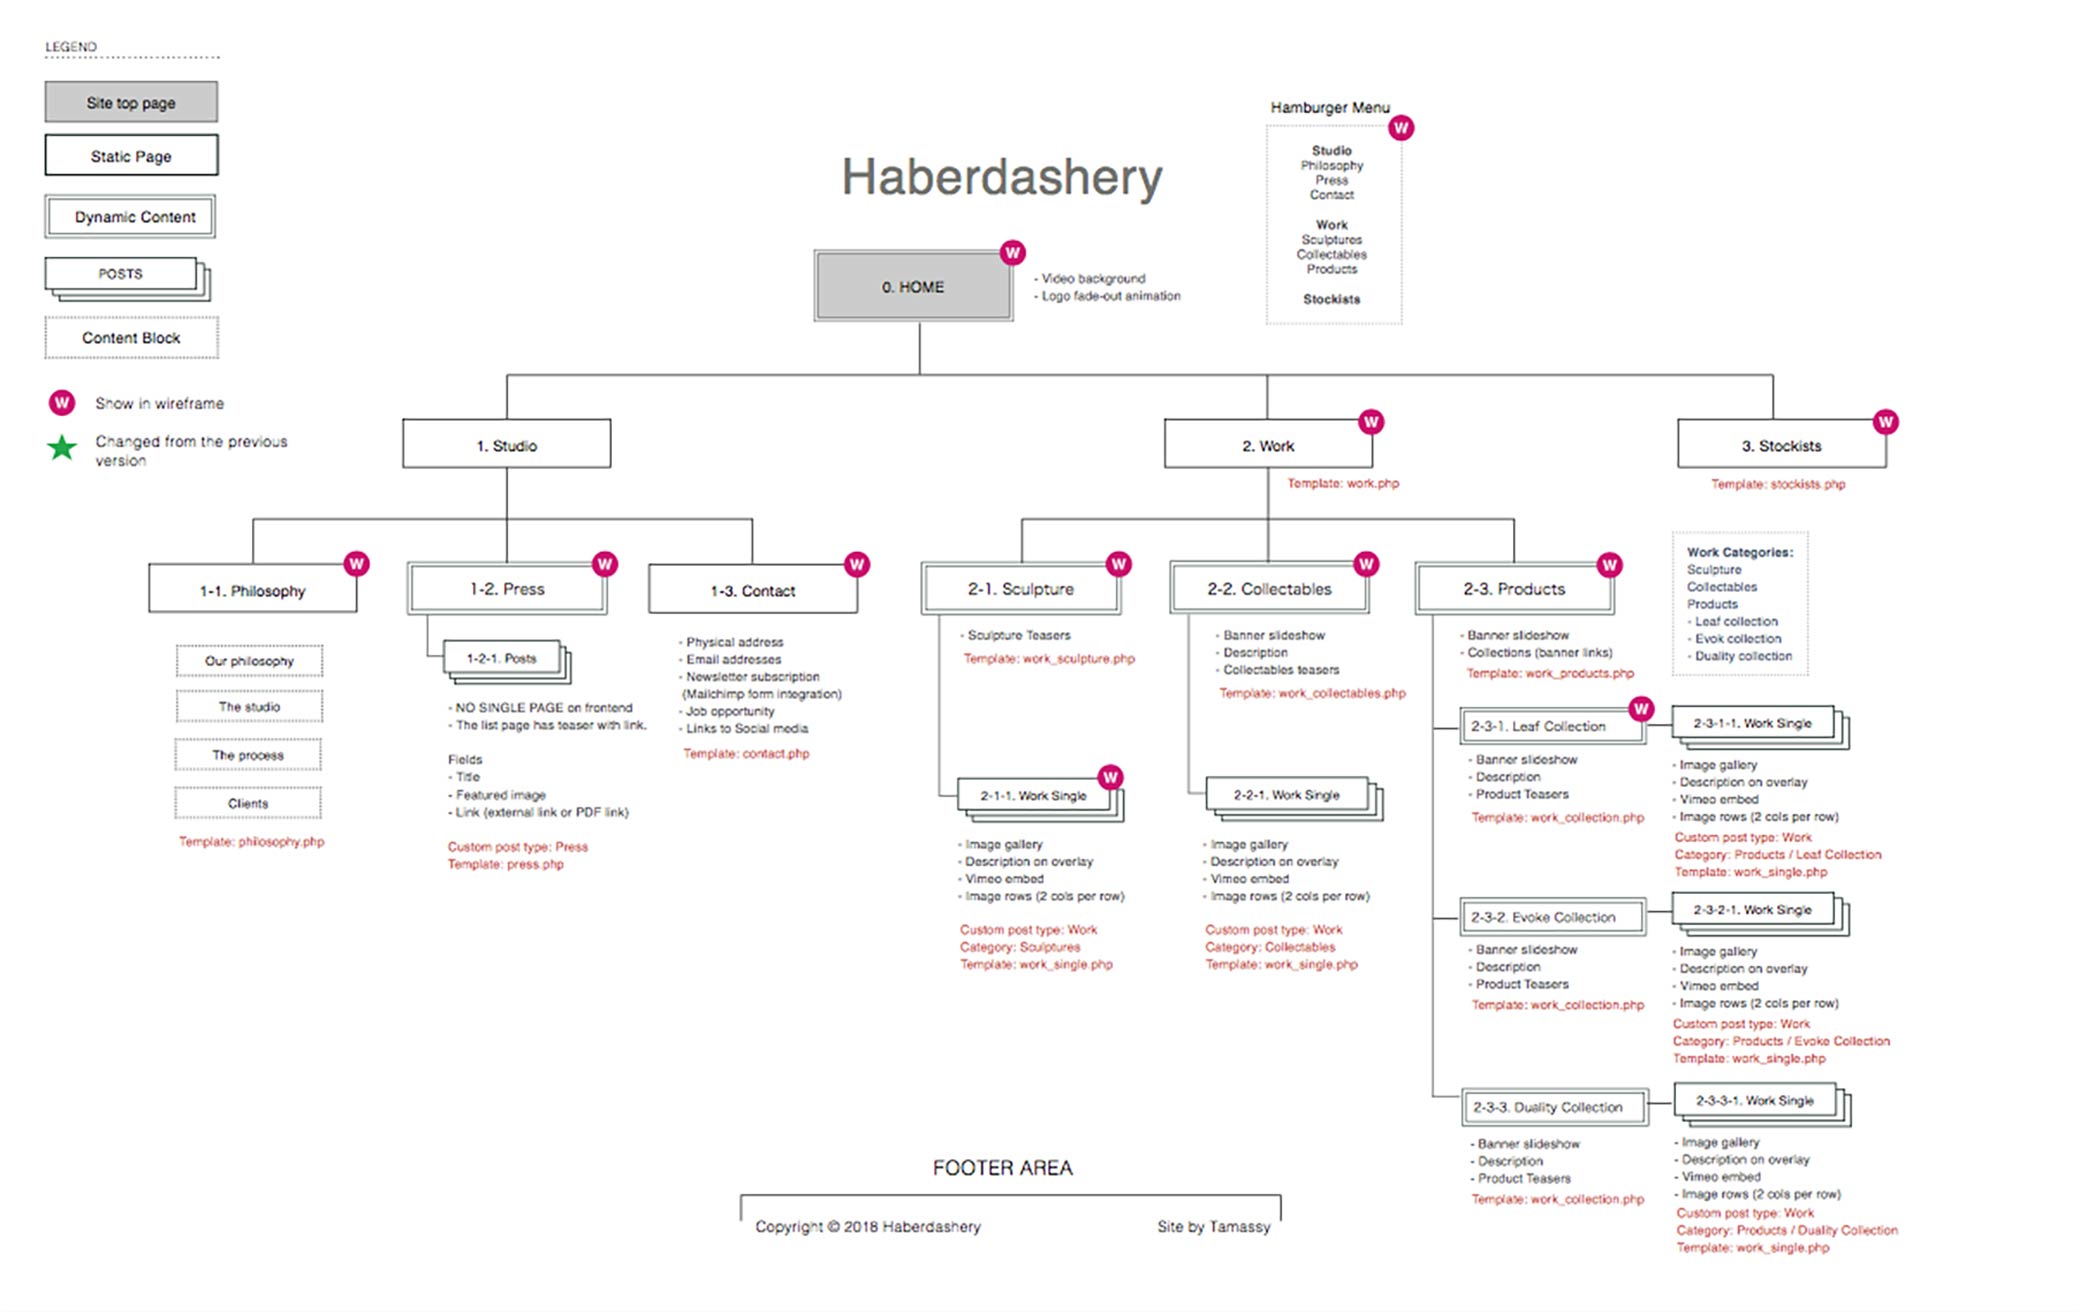 LEGEND
Site top page
Static Page
Dynamic Content
POSTS
Content Block
W
Show in wireframe
Changed from the previous
version
Haberdashery
Hamburger Menu
W
Studio
Philosophy
Press
Contact
Work
Sculptures
Collectables
Products
Stockists
0. HOME
W
- Video background
- Logo fade-out animation
1. Studio
2. Work
W
Template: work.php
3. Stockists
W
Template: stockists.php
1-1. Philosophy
W
Our philosophy
The studio
The process
Clients
Template: philosophy.php
1-2. Press
W
1-2-1. Posts
- NO SINGLE PAGE on frontend
- The list page has teaser with link.
Fields
- Title
- Featured image
- Link (external link or PDF link)
Custom post type: Press
Template: press.php
1-3. Contact
W
- Physical address
- Email addresses
- Newsletter subscription
(Mailchimp form integration)
- Job opportunity
- Links to Social media
Template: contact.php
2-1. Sculpture
W
- Sculpture Teasers
Template: work_sculpture.php
2-1-1. Work Single
W
- Image gallery
- Description on overlay
- Vimeo embed
- Image rows (2 cols per row)
Custom post type: Work
Category: Sculptures
Template: work_single.php
2-2. Collectables
W
- Banner slideshow
- Description
- Collectables teasers
Template: work_collectables.php
2-2-1. Work Single
- Image gallery
- Description on overlay
- Vimeo embed
- Image rows (2 cols per row)
Custom post type: Work
Category: Collectables
Template: work_single.php
2-3. Products
W
- Banner slideshow
- Collections (banner links)
Template: work_products.php
Work Categories:
Sculpture
Collectables
Products
- Leaf collection
- Evok collection
- Duality collection
2-3-1. Leaf Collection
W
- Banner slideshow
- Description
- Product Teasers
Template: work_collection.php
2-3-1-1. Work Single
- Image gallery
- Description on overlay
- Vimeo embed
- Image rows (2 cols per row)
Custom post type: Work
Category: Products / Leaf Collection
Template: work_single.php
2-3-2. Evoke Collection
- Banner slideshow
- Description
- Product Teasers
Template: work_collection.php
2-3-2-1. Work Single
- Image gallery
- Description on overlay
- Vimeo embed
- Image rows (2 cols per row)
Custom post type: Work
Category: Products / Evoke Collection
Template: work_single.php
2-3-3. Duality Collection
- Banner slideshow
- Description
- Product Teasers
Template: work_collection.php
2-3-3-1. Work Single
- Image gallery
- Description on overlay
- Vimeo embed
- Image rows (2 cols per row)
Custom post type: Work
Category: Products / Duality Collection
Template: work_single.php
FOOTER AREA
Copyright © 2018 Haberdashery
Site by Tamassy